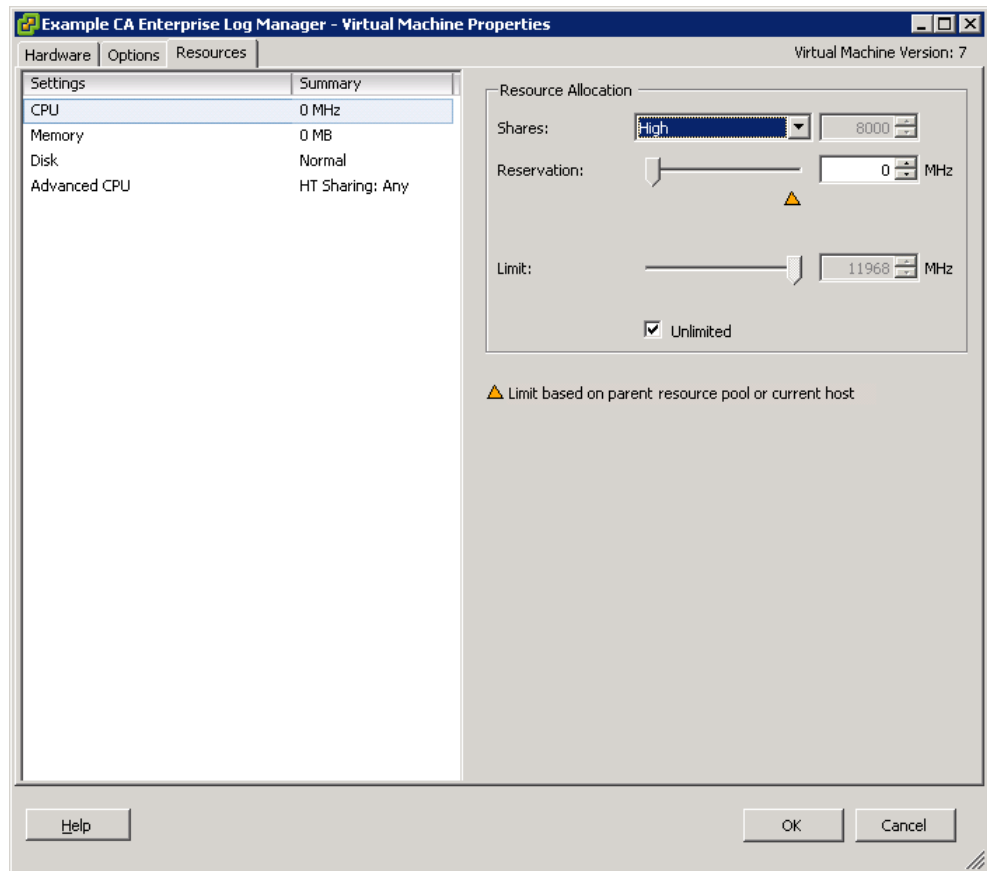 Example CA Enterprise Log Manager - Virtual Machine Properties
Hardware Options Resources Virtual Machine Version: 7
Settings Summary
CPU 0 MHz
Memory 0 MB
Disk Normal
Advanced CPU HT Sharing: Any
Resource Allocation
Shares: High 8000
Reservation: 0 MHz
Limit: 11968 MHz
Unlimited
Limit based on parent resource pool or current host
Help OK Cancel